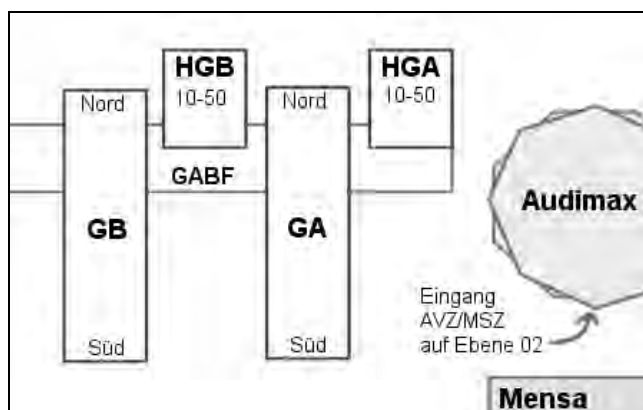 HGB
10-50
HGA
10-50
Nord
Nord
GABF
GB
GA
Audimax
Süd
Süd
Eingang
AVZ/MSZ
auf Ebene 02
Mensa